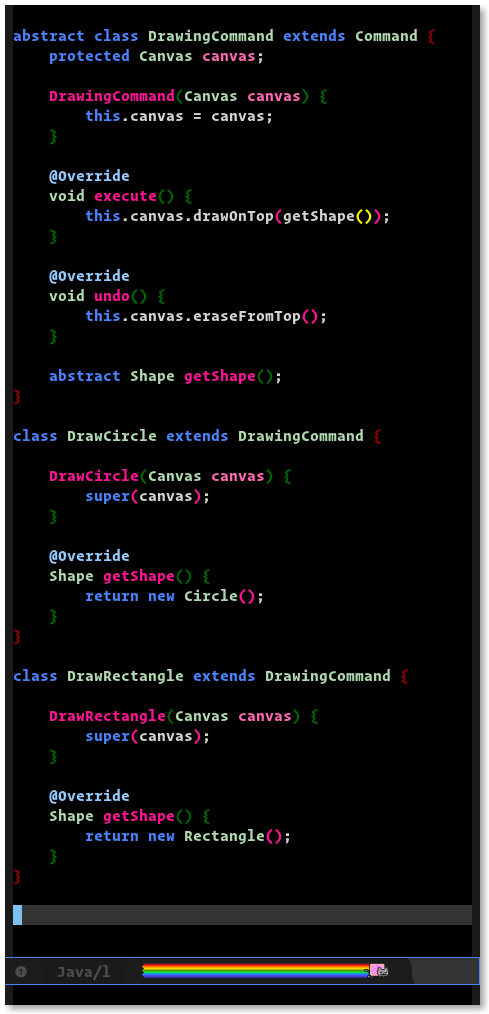 abstract class DrawingCommand extends Command {
    protected Canvas canvas;
    DrawingCommand(Canvas canvas) {
        this.canvas = canvas;
    }
    @Override
    void execute() {
        this.canvas.drawOnTop(getShape());
    }
    @Override
    void undo() {
        this.canvas.eraseFromTop();
    }
    abstract Shape getShape();
}
class DrawCircle extends DrawingCommand {
    DrawCircle(Canvas canvas) {
        super(canvas);
    }
    @Override
    Shape getShape() {
        return new Circle();
    }
}
class DrawRectangle extends DrawingCommand {
    DrawRectangle(Canvas canvas) {
        super(canvas);
    }
    @Override
    Shape getShape() {
        return new Rectangle();
    }
}
1 Java/l